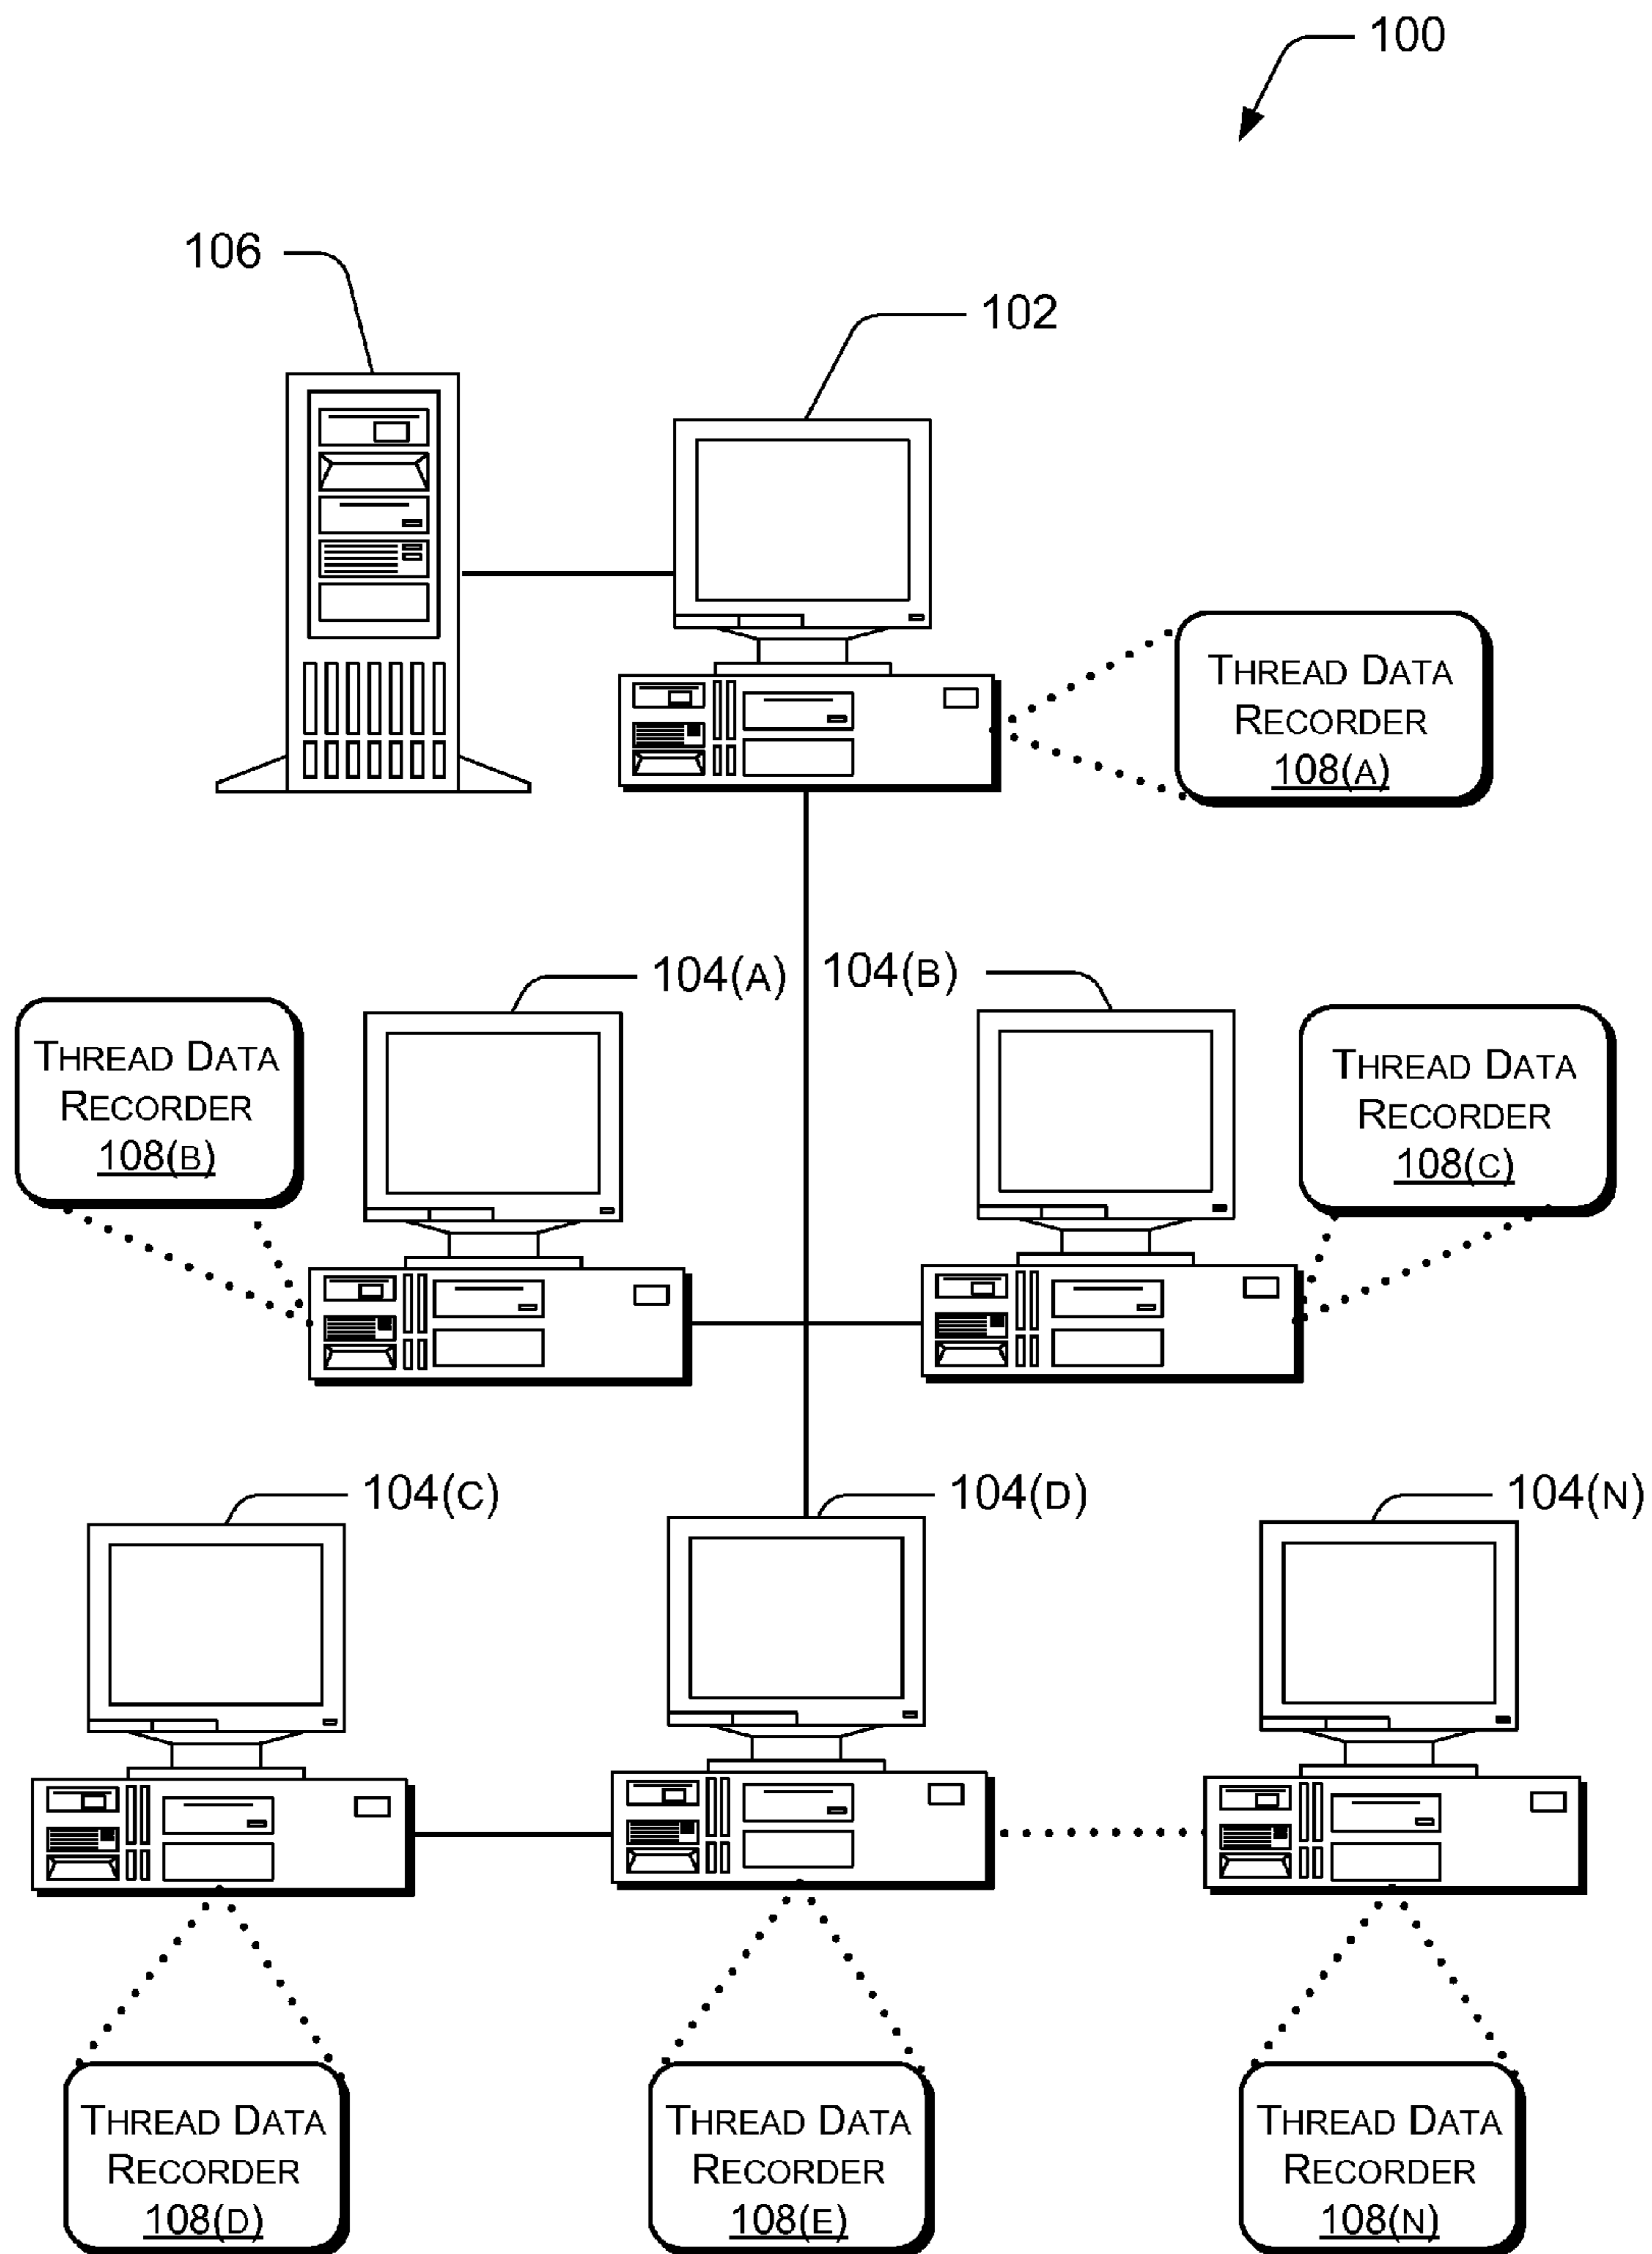 100
106
102
THREAD DATA
RECORDER
108(A)
104(A)
104(B)
THREAD DATA
RECORDER
108(B)
THREAD DATA
RECORDER
108(C)
104(C)
104(D)
104(N)
THREAD DATA
RECORDER
108(D)
THREAD DATA
RECORDER
108(E)
THREAD DATA
RECORDER
108(N)